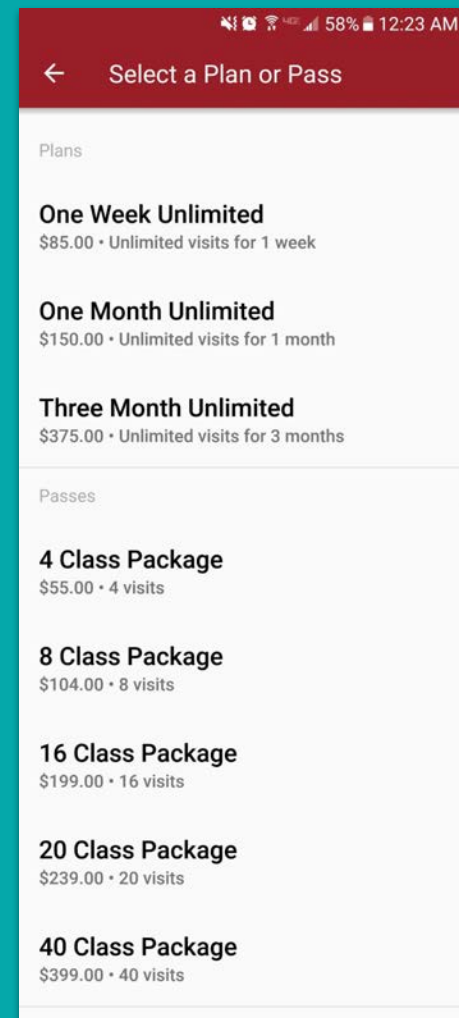 58% 12:23 AM
Select a Plan or Pass
Plans
One Week Unlimited
$85.00 • Unlimited visits for 1 week
One Month Unlimited
$150.00 • Unlimited visits for 1 month
Three Month Unlimited
$375.00 • Unlimited visits for 3 months
Passes
4 Class Package
$55.00 • 4 visits
8 Class Package
$104.00 • 8 visits
16 Class Package
$199.00 • 16 visits
20 Class Package
$239.00 • 20 visits
40 Class Package
$399.00 • 40 visits